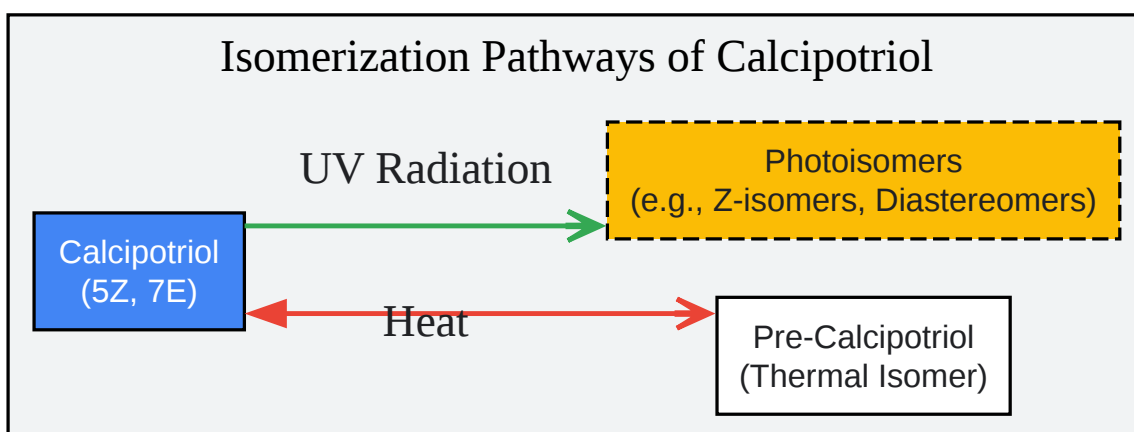 Isomerization Pathways of Calcipotriol
UV Radiation
Photoisomers
(e.g., Z-isomers, Diastereomers)
Calcipotriol
(5Z, 7E)
Heat
Pre-Calcipotriol
(Thermal Isomer)